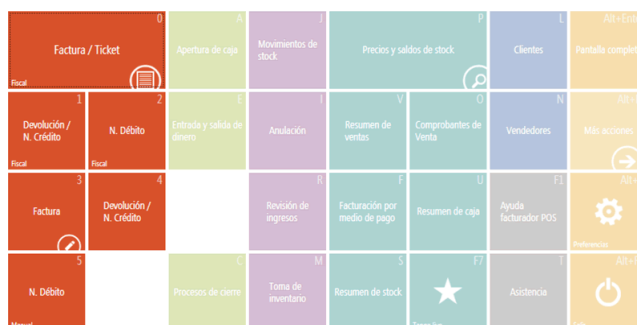 0
A
J
P
L
Alt+Ent
Factura / Ticket
Apertura de caja
Movimientos de
stock
Precios y saldos de stock
Clientes
Pantalla complet
Fiscal
1
2
E
I
V
O
N
Devolución /
N. Crédito
N. Débito
Entrada y salida de
dinero
Anulación
Resumen de
ventas
Comprobantes de
Venta
Vendedores
Más acciones
Fiscal
Fiscal
3
4
R
F
U
F1
Alt+
Factura
Devolución /
N. Crédito
Revisión de
ingresos
Facturación por
medio de pago
Resumen de caja
Ayuda
facturador POS
Preferencias
5
C
M
S
F7
T
N. Débito
Procesos de cierre
Toma de
inventario
Resumen de stock
Asistencia
Manual